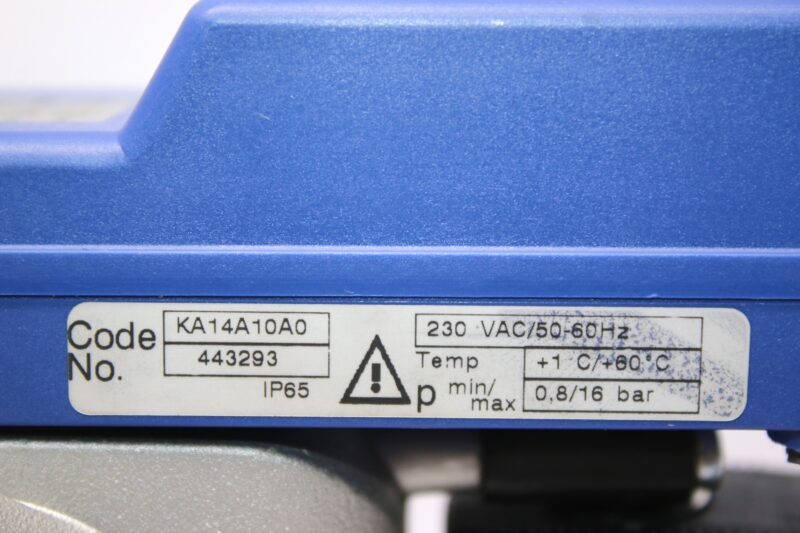 Code KA14A10A0
No. 443293
IP65
230 VAC/50-60Hz
Temp +1 C/+60°C
p min/max 0,8/16 bar